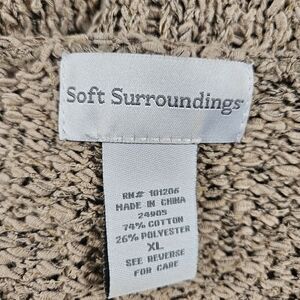 Soft Surroundings
RN# 101206
MADE IN CHINA
24905
74% COTTON
26% POLYESTER
XL
SEE REVERSE
FOR CARE